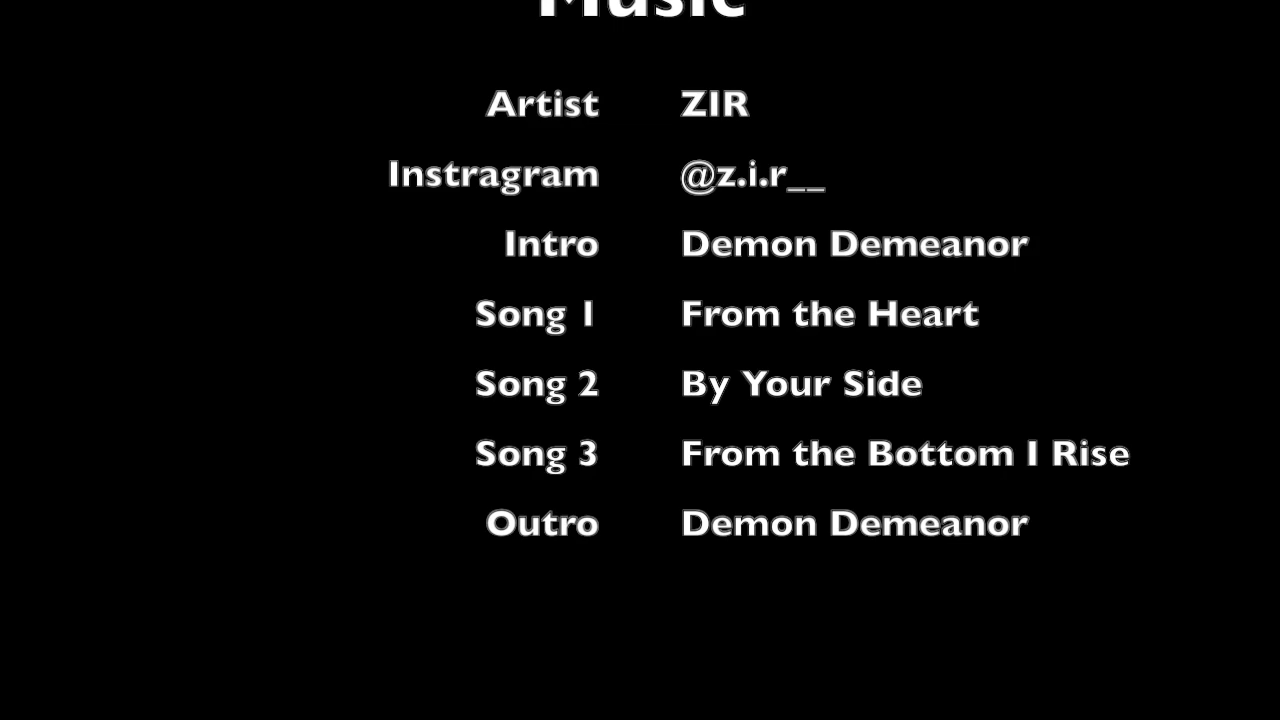 Music
Artist ZIR
Instragram @z.i.r__
Intro Demon Demeanor
Song 1 From the Heart
Song 2 By Your Side
Song 3 From the Bottom I Rise
Outro Demon Demeanor